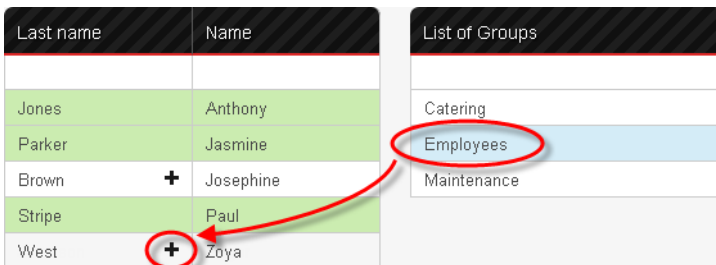 Last name Name List of Groups
Jones Anthony Catering
Parker Jasmine Employees
Brown + Josephine Maintenance
Stripe Paul
West + Zoya